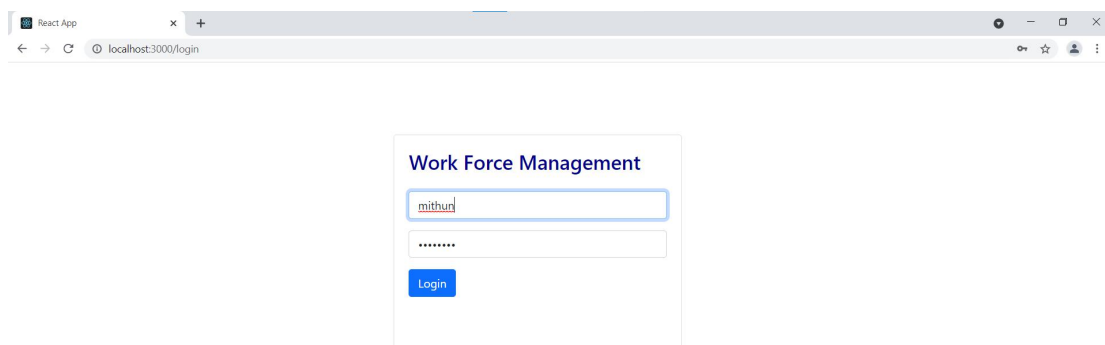 React App
localhost:3000/login
Work Force Management
mithun
••••••••
Login